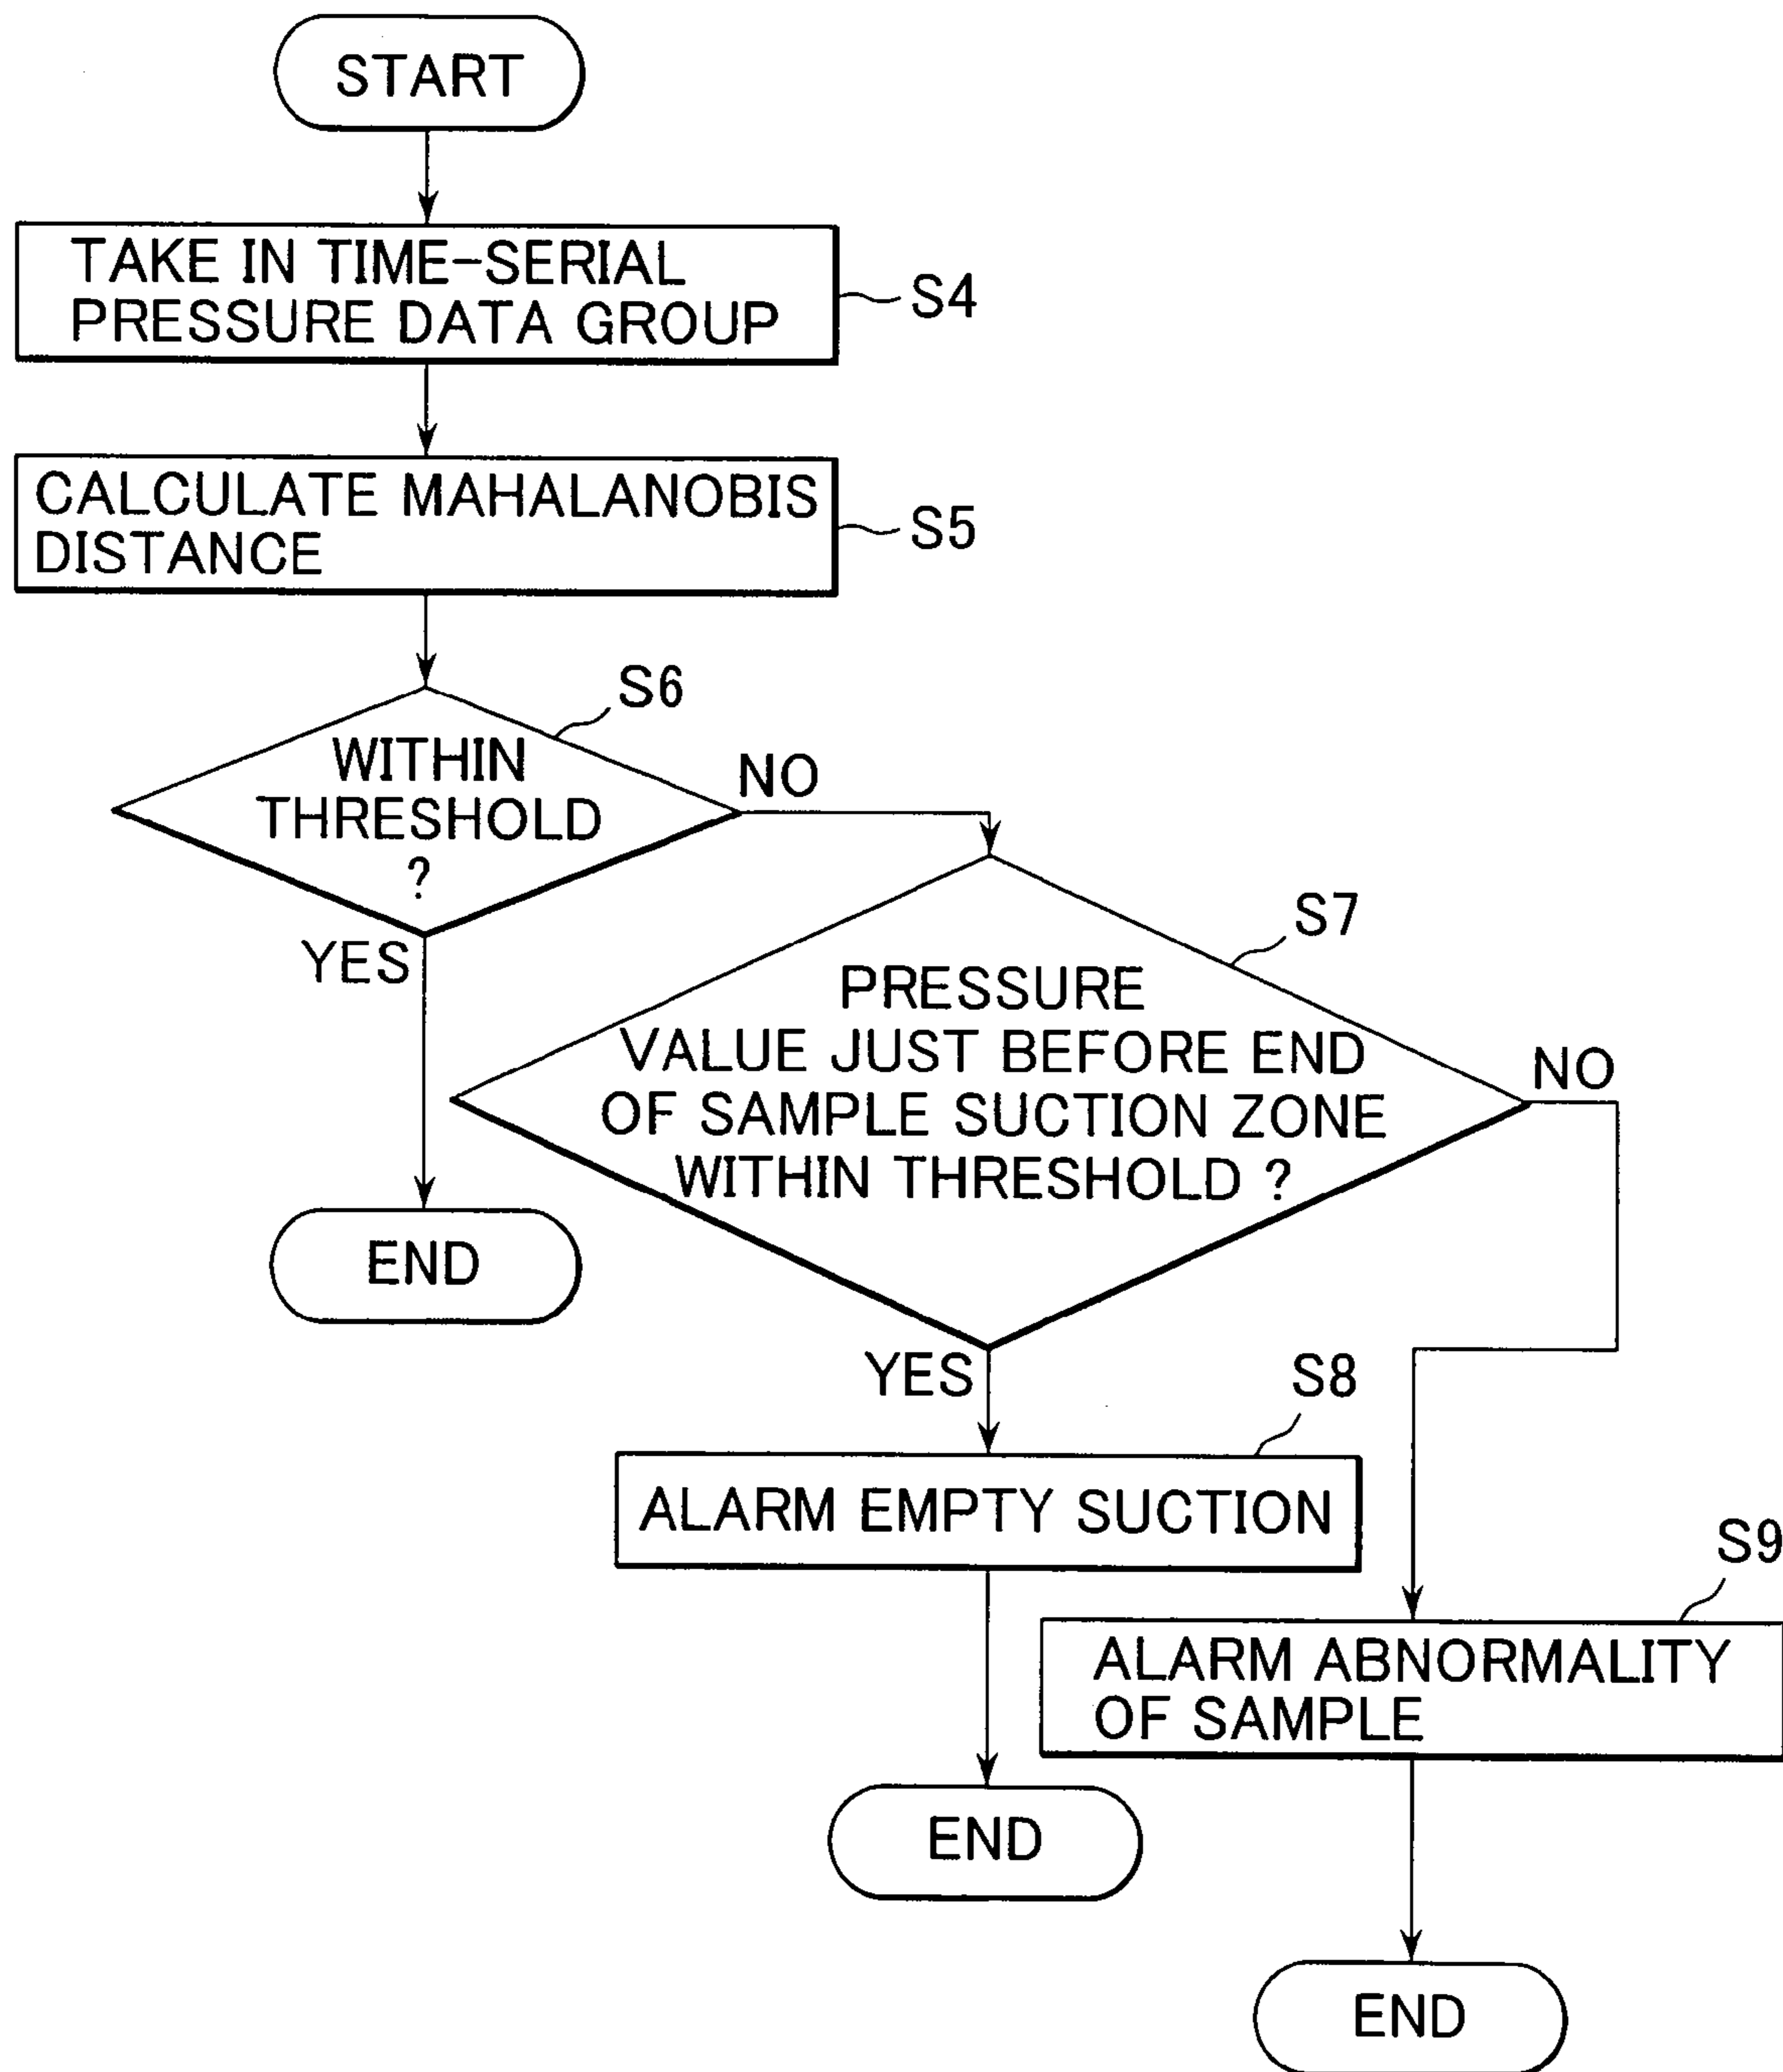 START
TAKE IN TIME-SERIAL
PRESSURE DATA GROUP
S4
CALCULATE MAHALANOBIS
DISTANCE
S5
S6
WITHIN
THRESHOLD
?
NO
YES
END
S7
PRESSURE
VALUE JUST BEFORE END
OF SAMPLE SUCTION ZONE
WITHIN THRESHOLD ?
NO
YES
S8
ALARM EMPTY SUCTION
END
S9
ALARM ABNORMALITY
OF SAMPLE
END